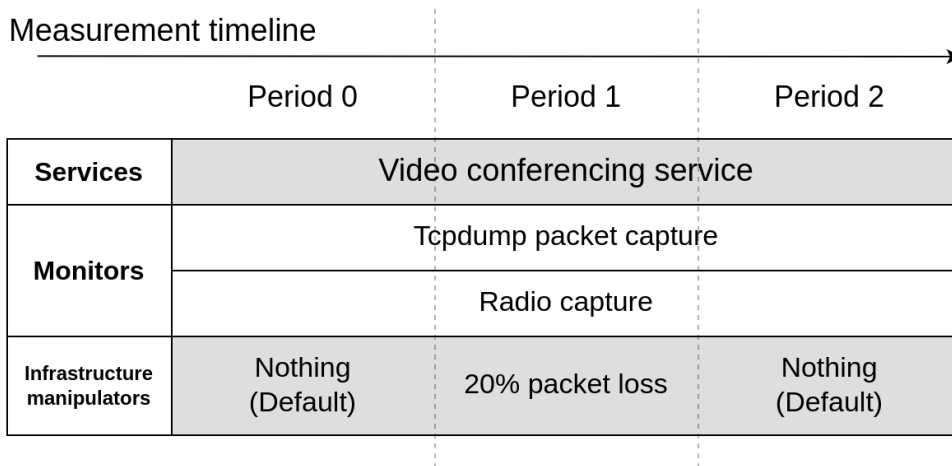 Measurement timeline
Period 0
Period 1
Period 2
Services
Video conferencing service
Monitors
Tcpdump packet capture
Radio capture
Infrastructure
manipulators
Nothing
(Default)
20% packet loss
Nothing
(Default)